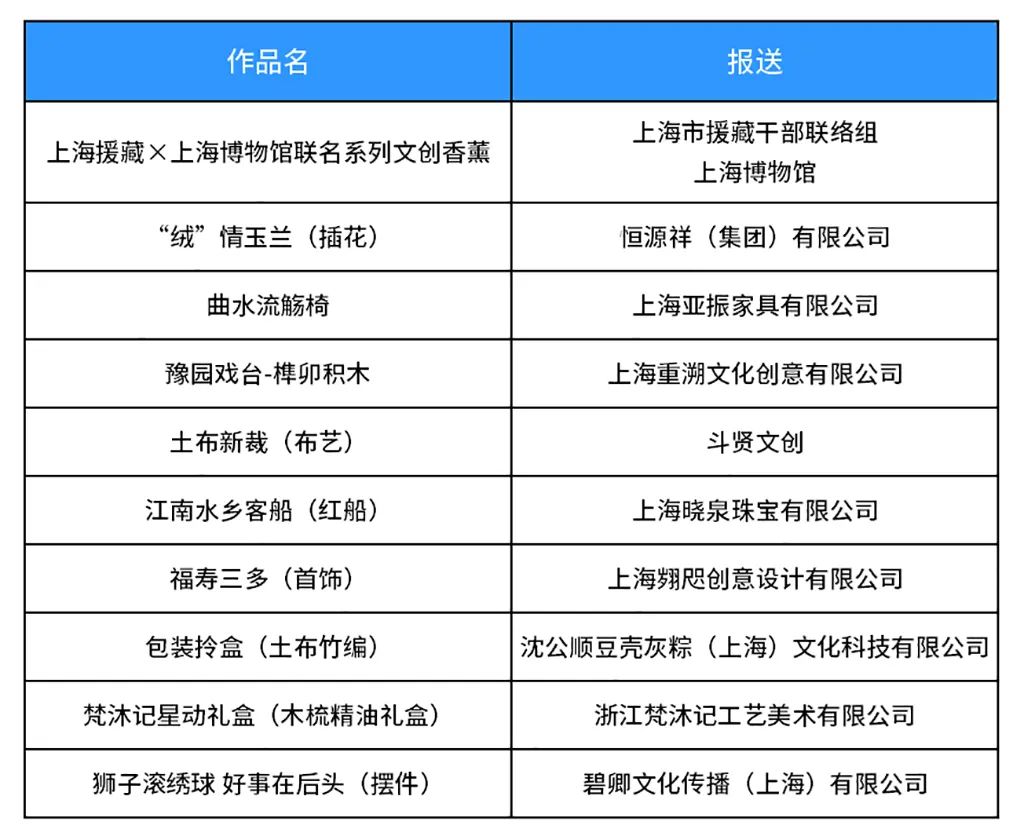 作品名 报送
上海援藏×上海博物馆联名系列文创香薰 上海市援藏干部联络组
上海博物馆
“绒”情玉兰（插花） 恒源祥（集团）有限公司
曲水流觞椅 上海亚振家具有限公司
豫园戏台-榫卯积木 上海重溯文化创意有限公司
土布新裁（布艺） 斗贤文创
江南水乡客船（红船） 上海晓泉珠宝有限公司
福寿三多（首饰） 上海翙咫创意设计有限公司
包装拎盒（土布竹编） 沈公顺豆壳灰粽（上海）文化科技有限公司
梵沐记星动礼盒（木梳精油礼盒） 浙江梵沐记工艺美术有限公司
狮子滚绣球 好事在后头（摆件） 碧卿文化传播（上海）有限公司